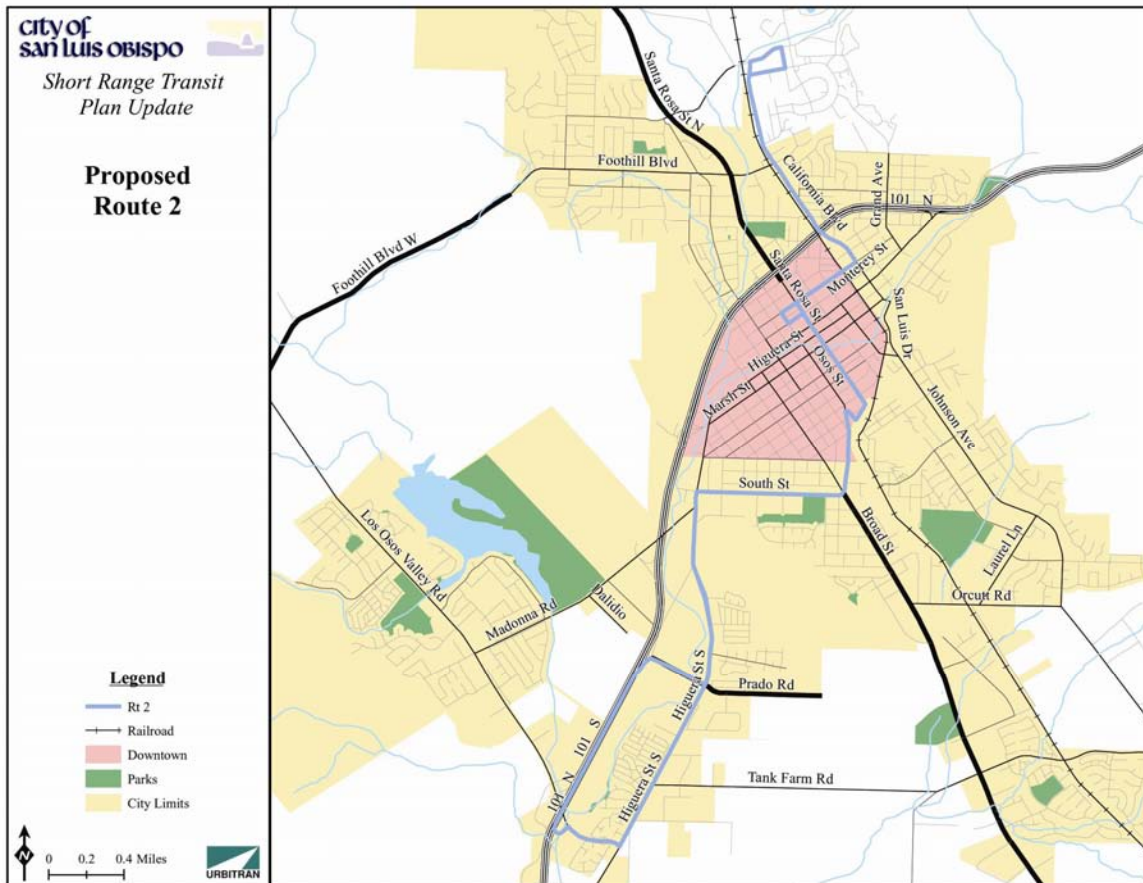 city of
san luis obispo
Short Range Transit
Plan Update
Proposed
Route 2
Legend
Rt 2
Railroad
Downtown
Parks
City Limits
N
0 0.2 0.4 Miles
URBITRAN
Santa Rosa St N
Foothill Blvd
California Blvd
Grand Ave
101 N
Foothill Blvd W
Monterey St
Santa Rosa St
San Luis Dr
Higuera St
Osos St
Marsh St
Johnson Ave
South St
Broad St
Laurel Ln
Los Osos Valley Rd
Orcutt Rd
Madonna Rd
Dalidio
Higuera St S
Prado Rd
101 S
101 N
Higuera St S
Tank Farm Rd